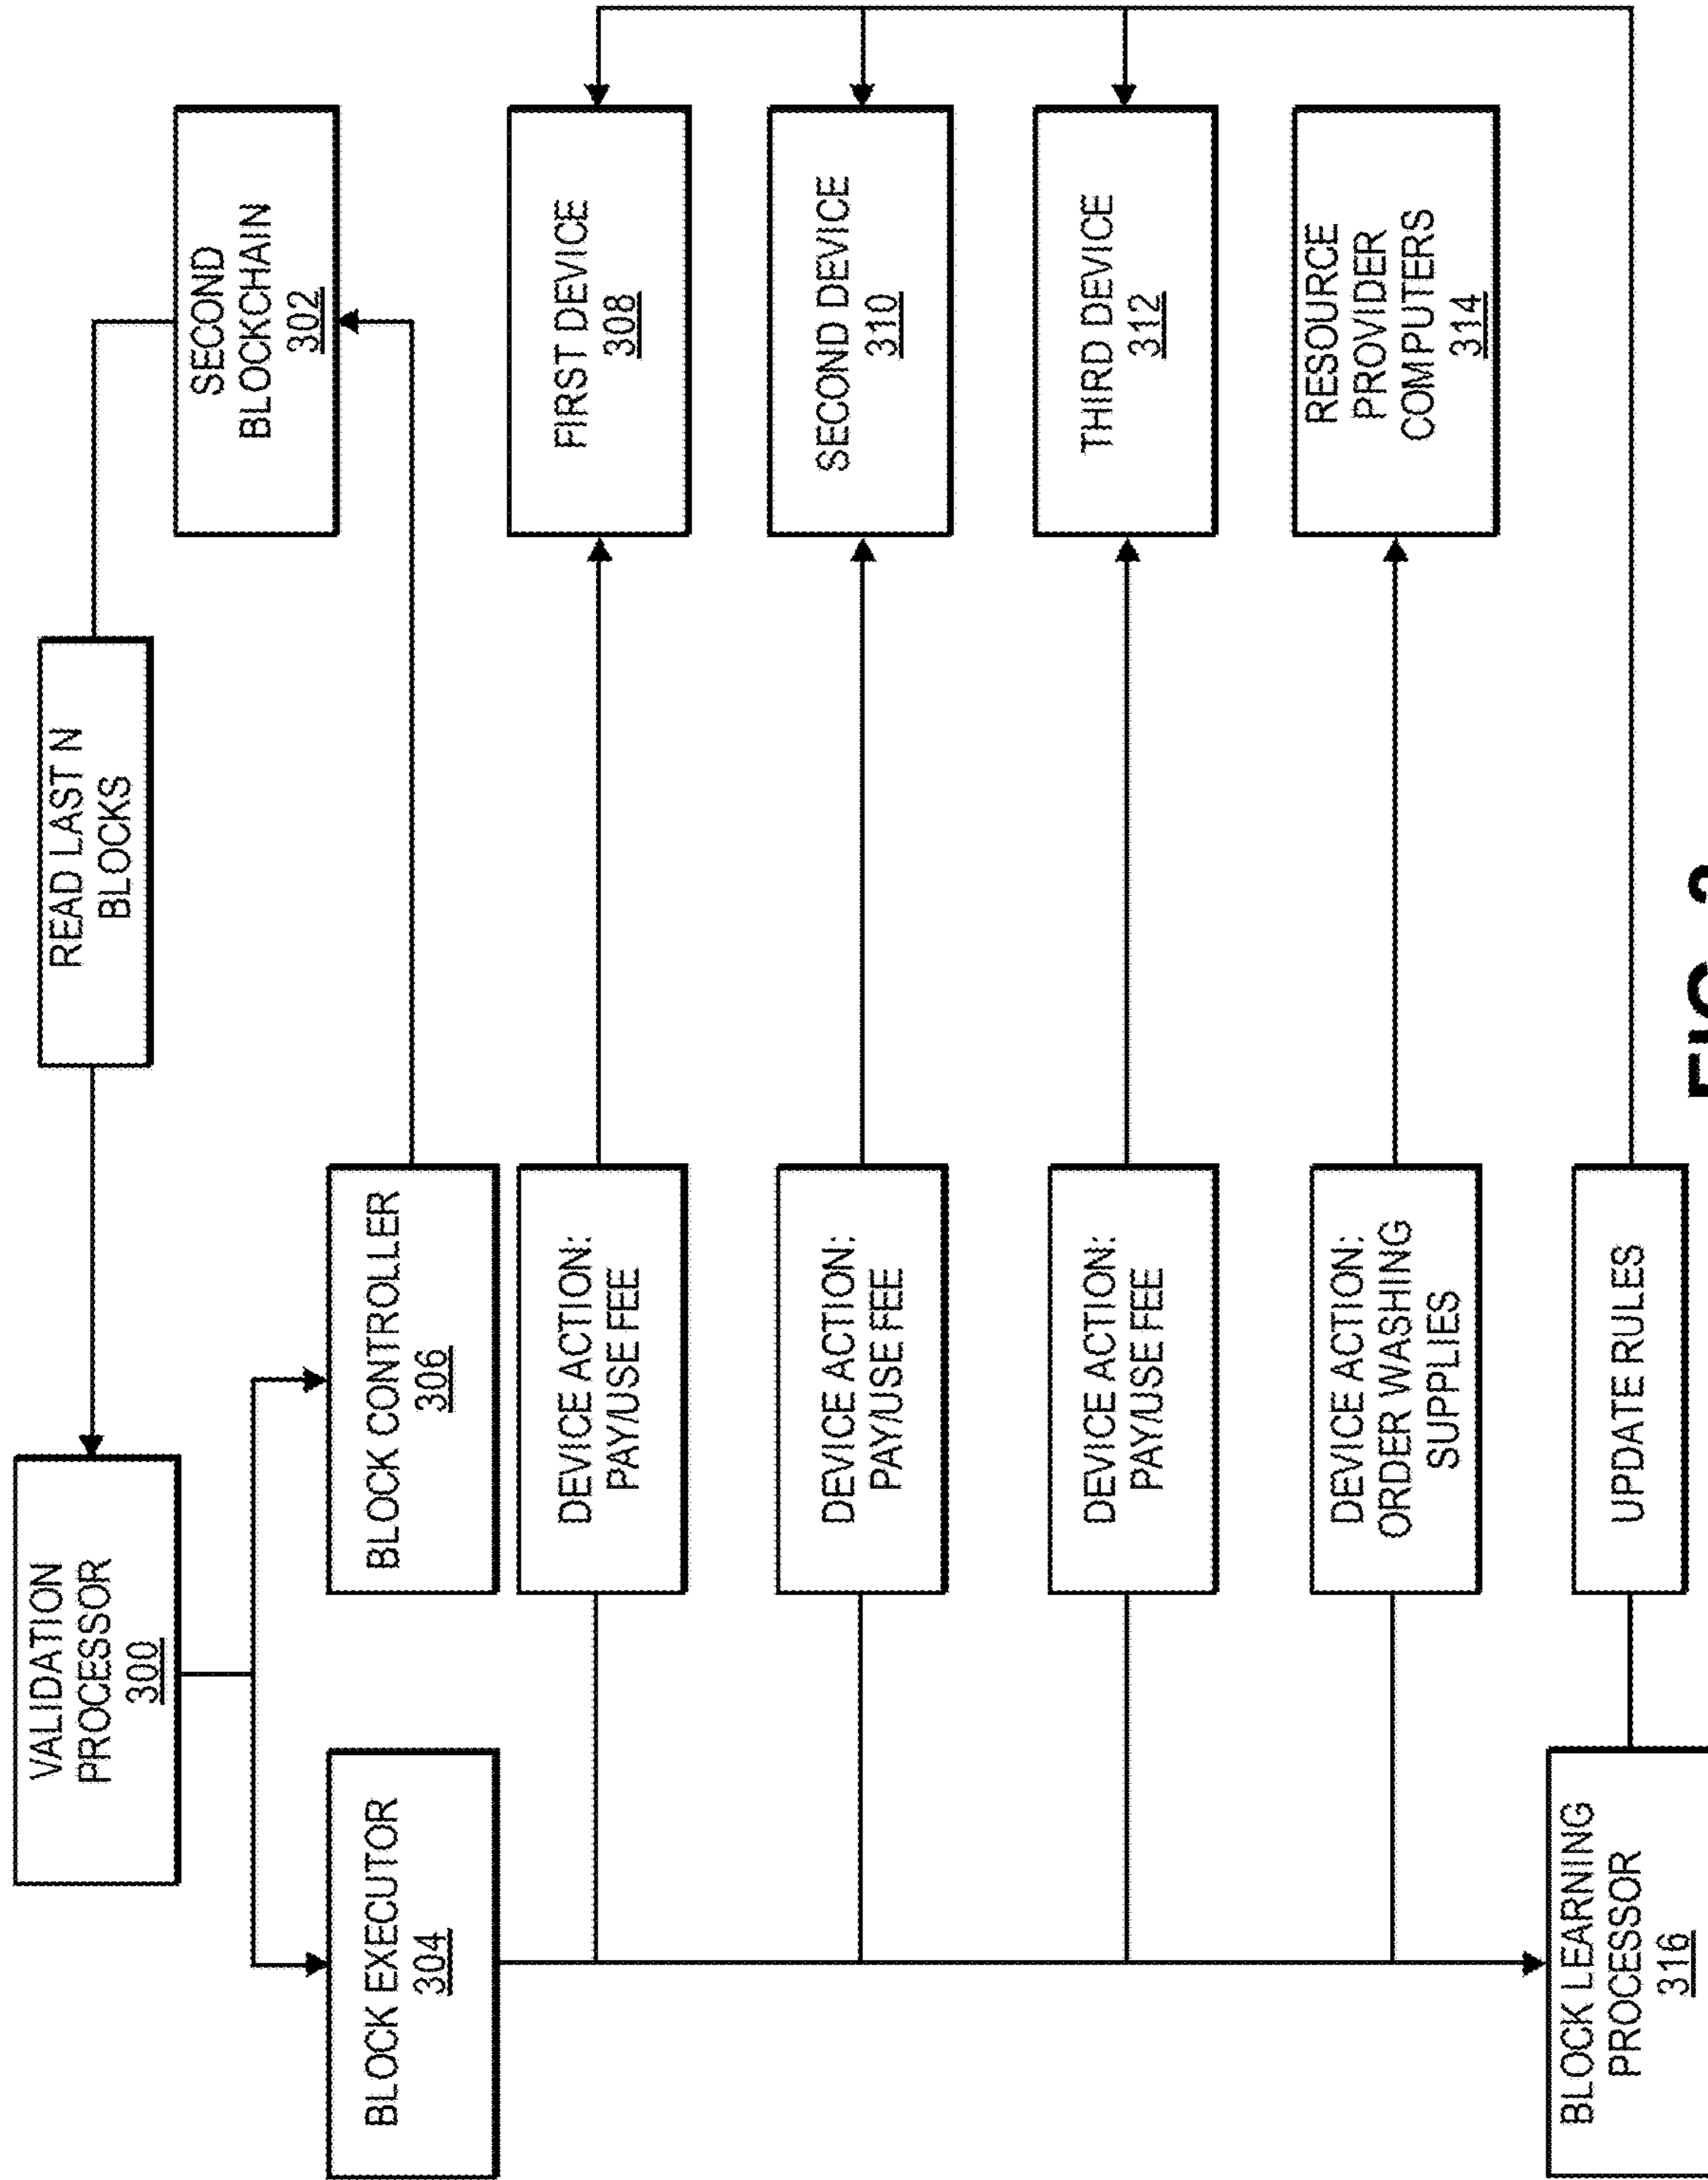 VALIDATION
PROCESSOR
300
READ LAST N
BLOCKS
SECOND
BLOCKCHAIN
302
BLOCK EXECUTOR
304
BLOCK CONTROLLER
306
DEVICE ACTION:
PAY/USE FEE
FIRST DEVICE
308
DEVICE ACTION:
PAY/USE FEE
SECOND DEVICE
310
DEVICE ACTION:
PAY/USE FEE
THIRD DEVICE
312
DEVICE ACTION:
ORDER WASHING
SUPPLIES
RESOURCE
PROVIDER
COMPUTERS
314
BLOCK LEARNING
PROCESSOR
316
UPDATE RULES
FIG.